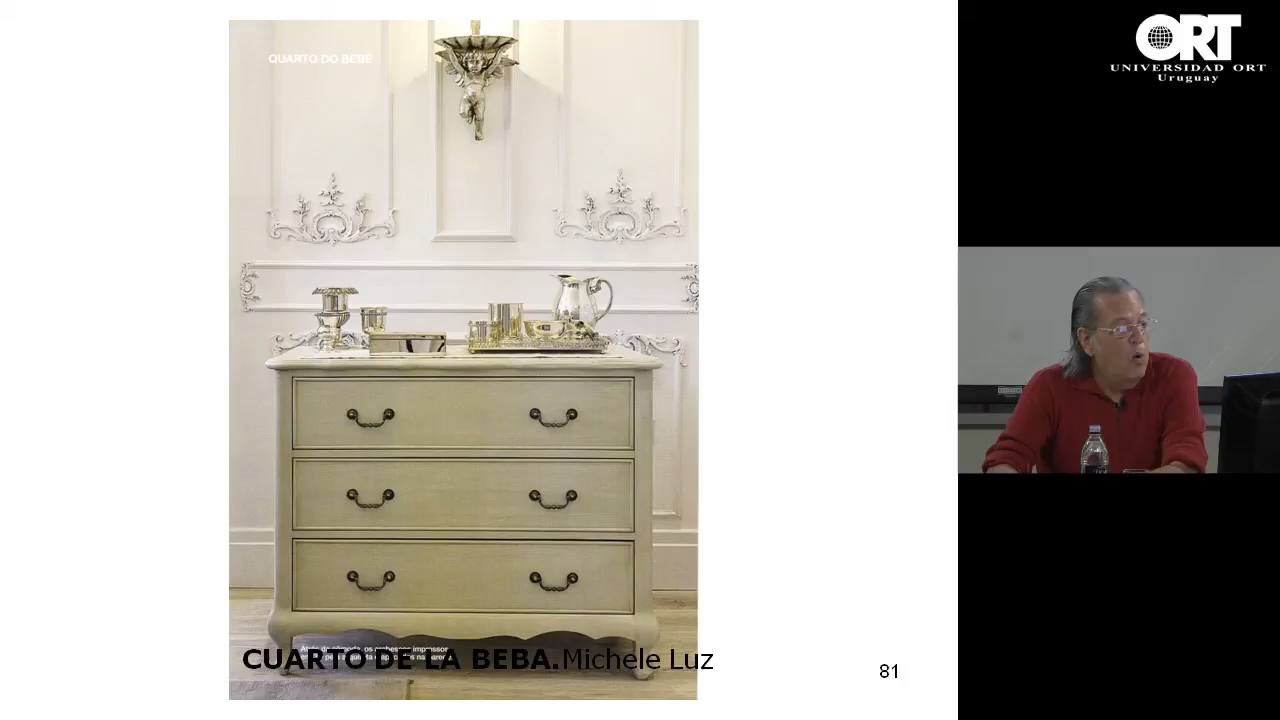 QUARTO DO BEBÊ
CUARTO DE LA BEBA.Michele Luz
81
ORT
UNIVERSIDAD ORT
Uruguay